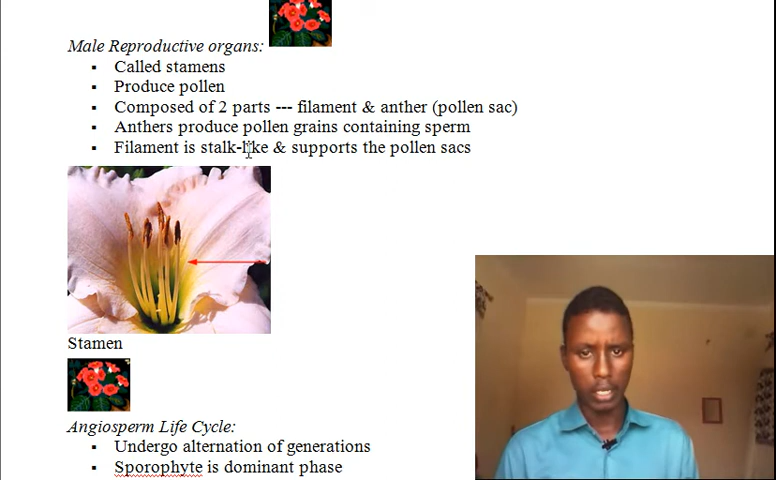 Male Reproductive organs:
▪ Called stamens
▪ Produce pollen
▪ Composed of 2 parts --- filament & anther (pollen sac)
▪ Anthers produce pollen grains containing sperm
▪ Filament is stalk-like & supports the pollen sacs
Stamen
Angiosperm Life Cycle:
▪ Undergo alternation of generations
▪ Sporophyte is dominant phase